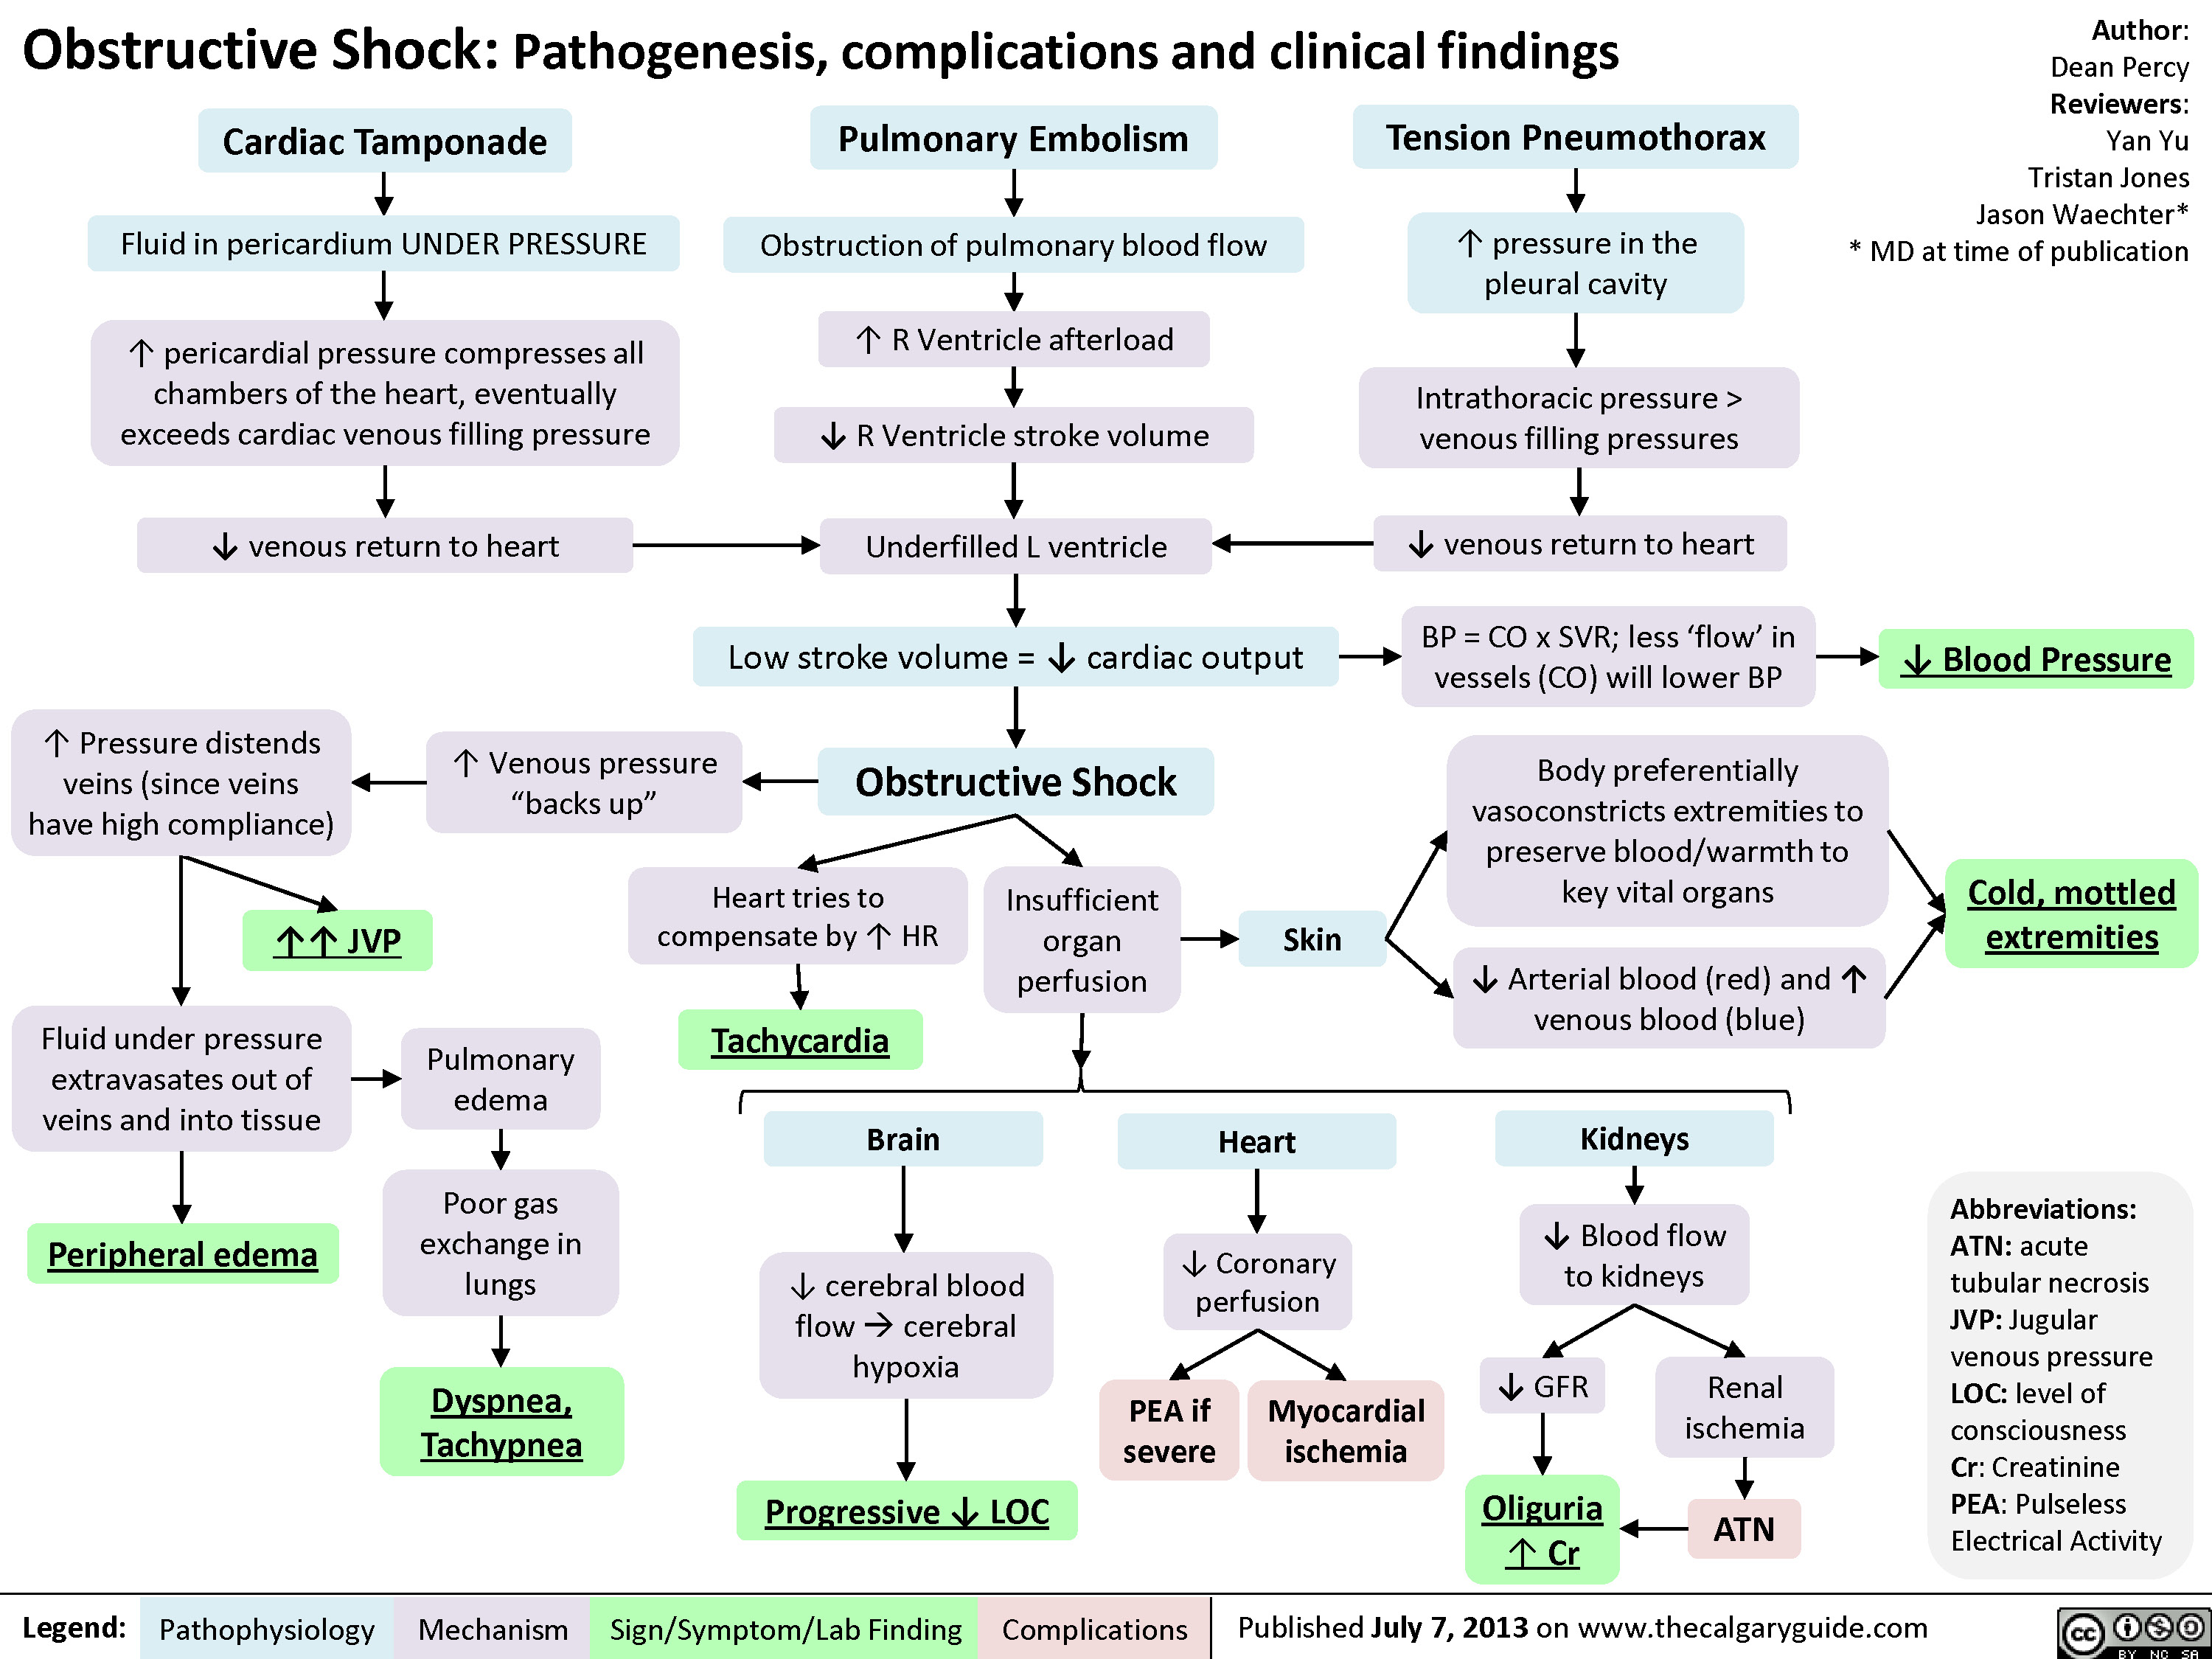 Obstructive Shock: Pathogenesis, complications and clinical findings
Author:
Dean Percy
Reviewers:
Yan Yu
Tristan Jones
Jason Waechter*
* MD at time of publication
Cardiac Tamponade
Pulmonary Embolism
Tension Pneumothorax
Fluid in pericardium UNDER PRESSURE
Obstruction of pulmonary blood flow
↑ pressure in the
pleural cavity
↑ pericardial pressure compresses all
chambers of the heart, eventually
exceeds cardiac venous filling pressure
↑ R Ventricle afterload
↓ R Ventricle stroke volume
Intrathoracic pressure >
venous filling pressures
↓ venous return to heart
Underfilled L ventricle
↓ venous return to heart
Low stroke volume = ↓ cardiac output
BP = CO x SVR; less ‘flow’ in
vessels (CO) will lower BP
↓ Blood Pressure
↑ Pressure distends
veins (since veins
have high compliance)
↑ Venous pressure
“backs up”
Obstructive Shock
Body preferentially
vasoconstricts extremities to
preserve blood/warmth to
key vital organs
↑↑ JVP
Heart tries to
compensate by ↑ HR
Insufficient
organ
perfusion
Skin
Cold, mottled
extremities
↓ Arterial blood (red) and ↑
venous blood (blue)
Tachycardia
Fluid under pressure
extravasates out of
veins and into tissue
Pulmonary
edema
Peripheral edema
Poor gas
exchange in
lungs
Dyspnea,
Tachypnea
Brain
Heart
Kidneys
↓ cerebral blood
flow → cerebral
hypoxia
Progressive ↓ LOC
↓ Coronary
perfusion
PEA if
severe
Myocardial
ischemia
↓ Blood flow
to kidneys
↓ GFR
Renal
ischemia
Oliguria
↑ Cr
ATN
Abbreviations:
ATN: acute
tubular necrosis
JVP: Jugular
venous pressure
LOC: level of
consciousness
Cr: Creatinine
PEA: Pulseless
Electrical Activity
Legend:
Pathophysiology
Mechanism
Sign/Symptom/Lab Finding
Complications
Published July 7, 2013 on www.thecalgaryguide.com
cc
BY NC SA